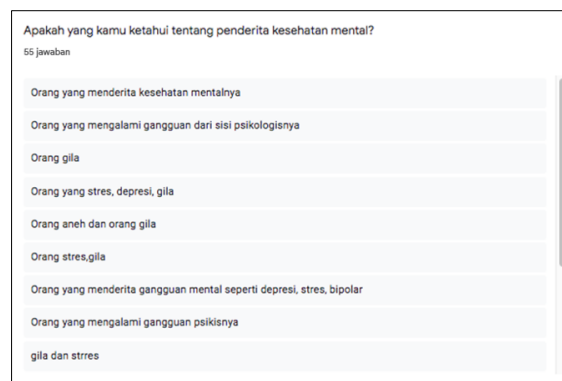 Apakah yang kamu ketahui tentang penderita kesehatan mental?
55 jawaban
Orang yang menderita kesehatan mentalnya
Orang yang mengalami gangguan dari sisi psikologisnya
Orang gila
Orang yang stres, depresi, gila
Orang aneh dan orang gila
Orang stres,gila
Orang yang menderita gangguan mental seperti depresi, stres, bipolar
Orang yang mengalami gangguan psikisnya
gila dan strres